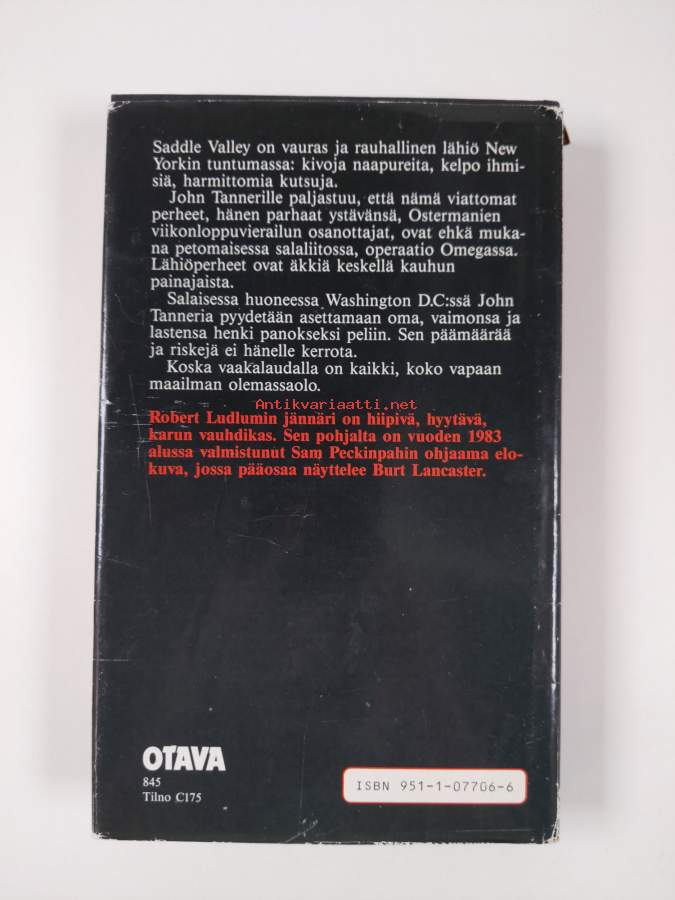 Saddle Valley on vauras ja rauhallinen lähiö New
Yorkin tuntumassa: kivoja naapureita, kelpo ihmi-
siä, harmittomia kutsuja.
John Tannerille paljastuu, että nämä viattomat
perheet, hänen parhaat ystävänsä, Ostermanien
viikonloppuvierailun osanottajat, ovat ehkä muka-
na petomaisessa salaliitossa, operaatio Omegassa.
Lähiöperheet ovat äkkiä keskellä kauhun
painajaista.
Salaisessa huoneessa Washington D.C:ssä John
Tanneria pyydetään asettamaan oma, vaimonsa ja
lastensa henki panokseksi peliin. Sen päämäärää
ja riskejä ei hänelle kerrota.
Koska vaakalaudalla on kaikki, koko vapaan
maailman olemassaolo.
Antikvariaatti.net
Robert Ludlumin jännäri on hiipivä, hyytävä,
karun vauhdikas. Sen pohjalta on vuoden 1983
alussa valmistunut Sam Peckinpahin ohjaama elo-
kuva, jossa pääosaa näyttelee Burt Lancaster.
OTAVA
845
Tilno C175
ISBN 951-1-07706-6